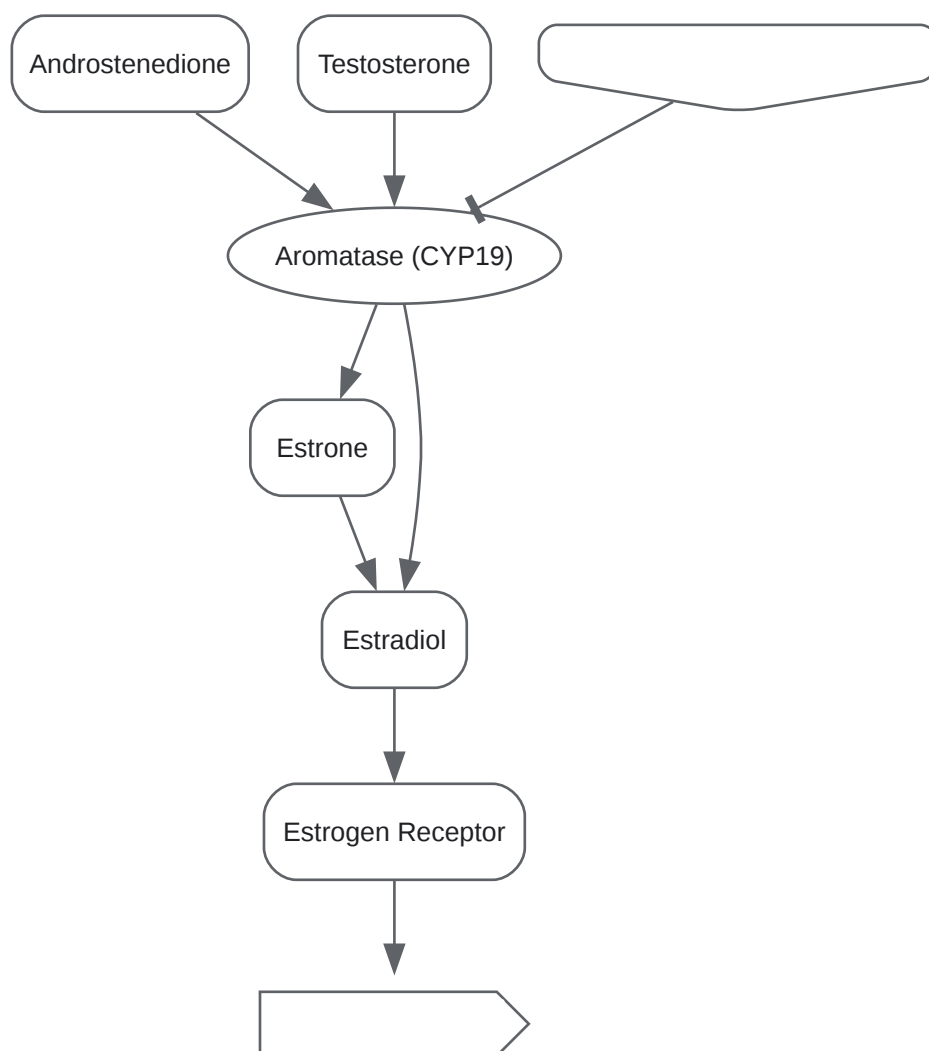 Androstenedione
Testosterone
Aromatase (CYP19)
Estrone
Estradiol
Estrogen Receptor